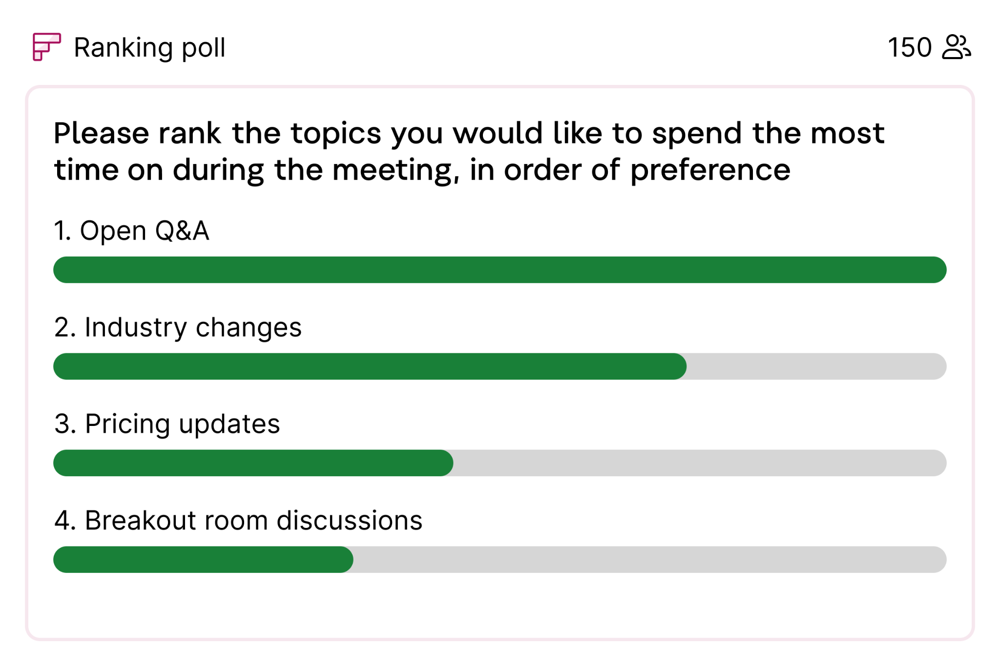 Ranking poll
150
Please rank the topics you would like to spend the most
time on during the meeting, in order of preference
1. Open Q&A
2. Industry changes
3. Pricing updates
4. Breakout room discussions